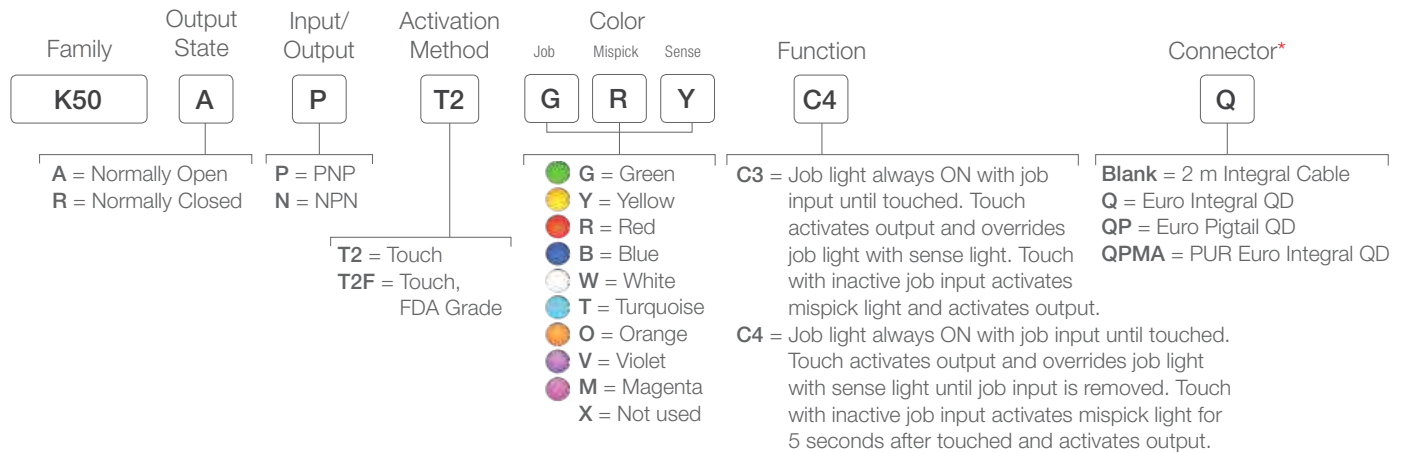 Family
Output
State
Input/
Output
Activation
Method
Color
Job Mispick Sense
Function
Connector*
K50 A P T2 G R Y C4 Q
A = Normally Open
R = Normally Closed
P = PNP
N = NPN
T2 = Touch
T2F = Touch,
FDA Grade
G = Green
Y = Yellow
R = Red
B = Blue
W = White
T = Turquoise
O = Orange
V = Violet
M = Magenta
X = Not used
C3 = Job light always ON with job
input until touched. Touch
activates output and overrides
job light with sense light. Touch
with inactive job input activates
mispick light and activates output.
C4 = Job light always ON with job input until touched.
Touch activates output and overrides job light
with sense light until job input is removed. Touch
with inactive job input activates mispick light for
5 seconds after touched and activates output.
Blank = 2 m Integral Cable
Q = Euro Integral QD
QP = Euro Pigtail QD
QPMA = PUR Euro Integral QD